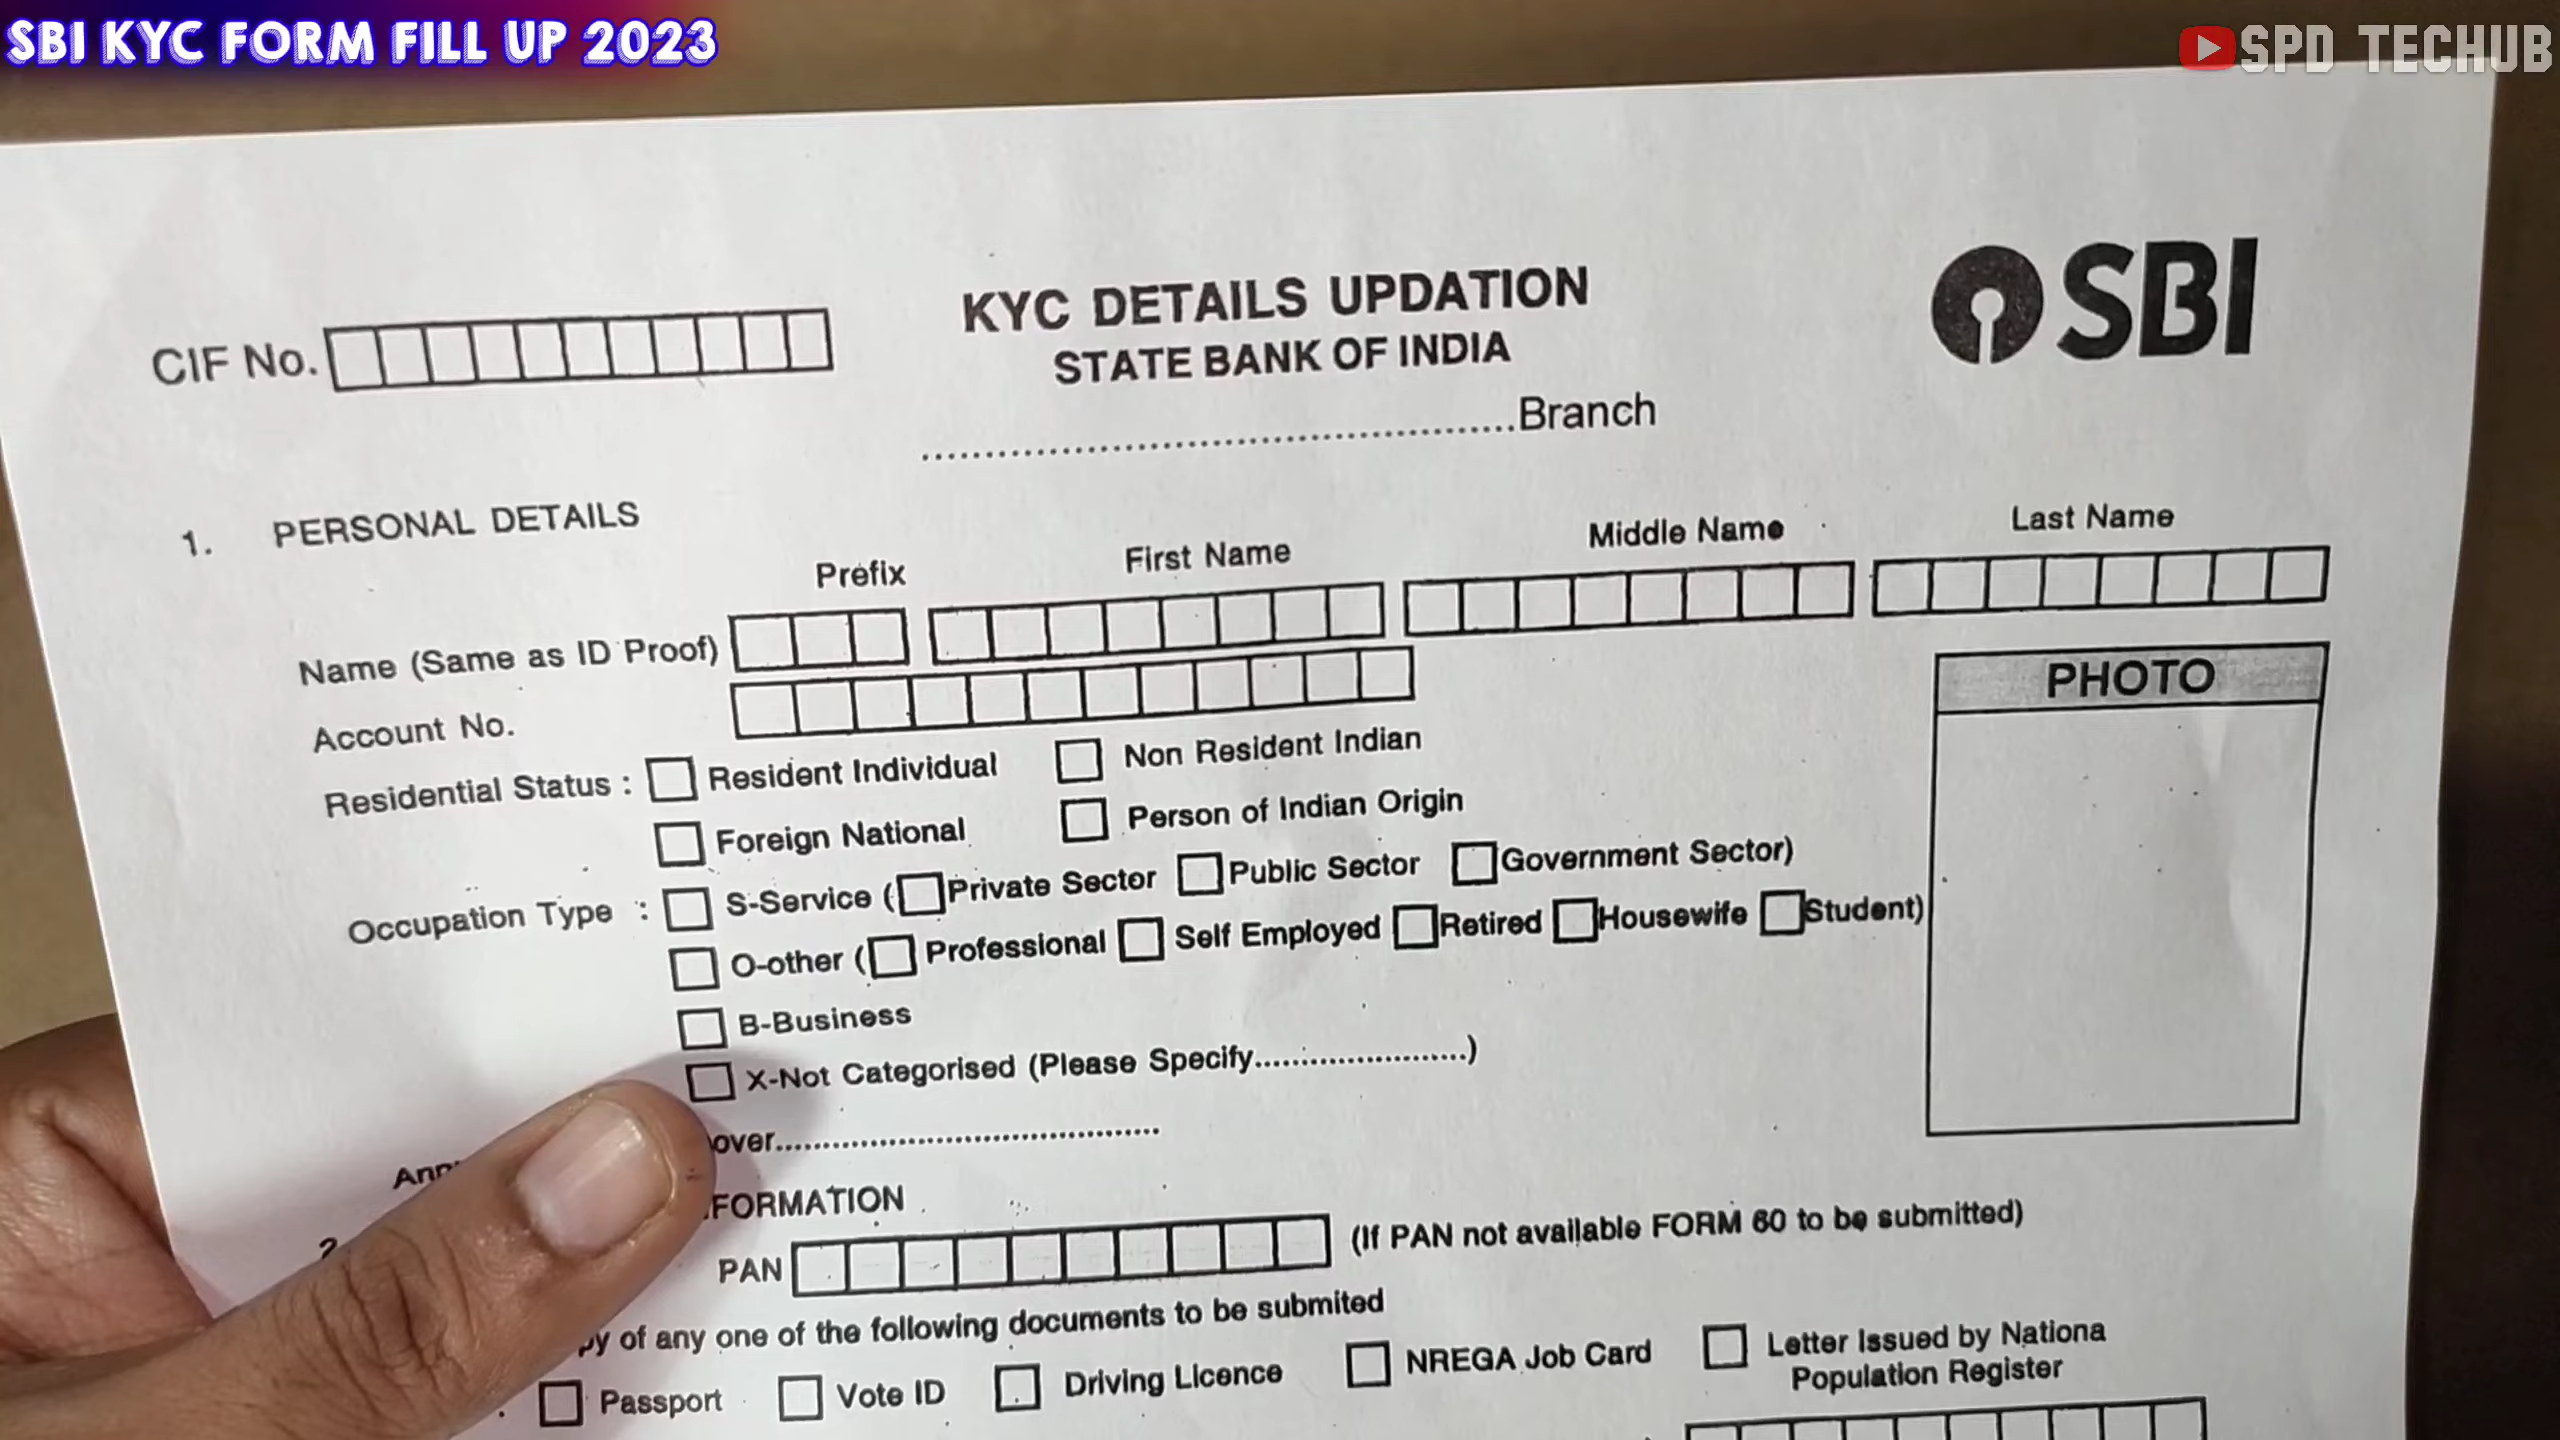 SBI KYC FORM FILL UP 2023
SPD TECHUB
KYC DETAILS UPDATION
SBI
CIF No.
STATE BANK OF INDIA
Branch
1. PERSONAL DETAILS
Prefix First Name Middle Name Last Name
Name (Same as ID Proof)
PHOTO
Account No.
Residential Status : Resident Individual Non Resident Indian
Foreign National Person of Indian Origin
Occupation Type : S-Service (Private Sector Public Sector Government Sector)
O-other (Professional Self Employed Retired Housewife Student)
B-Business
X-Not Categorised (Please Specify......................)
over........................................
FORMATION
PAN (If PAN not available FORM 60 to be submitted)
of any one of the following documents to be submited
Passport Vote ID Driving Licence NREGA Job Card Letter Issued by Nationa
Population Register